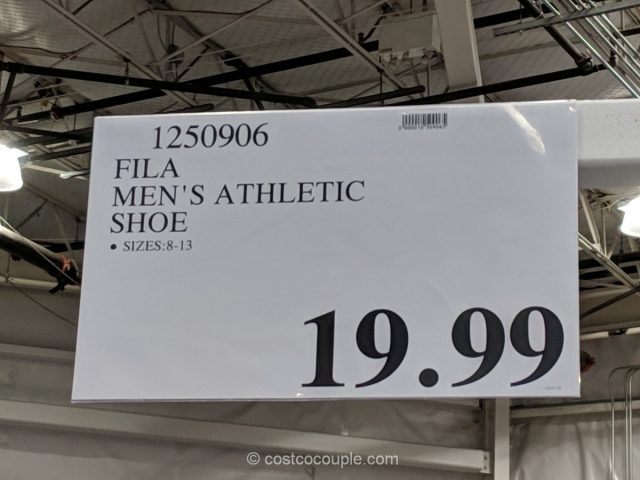 1250906
FILA
MEN'S ATHLETIC
SHOE
• SIZES:8-13
19.99
© costcocouple.com